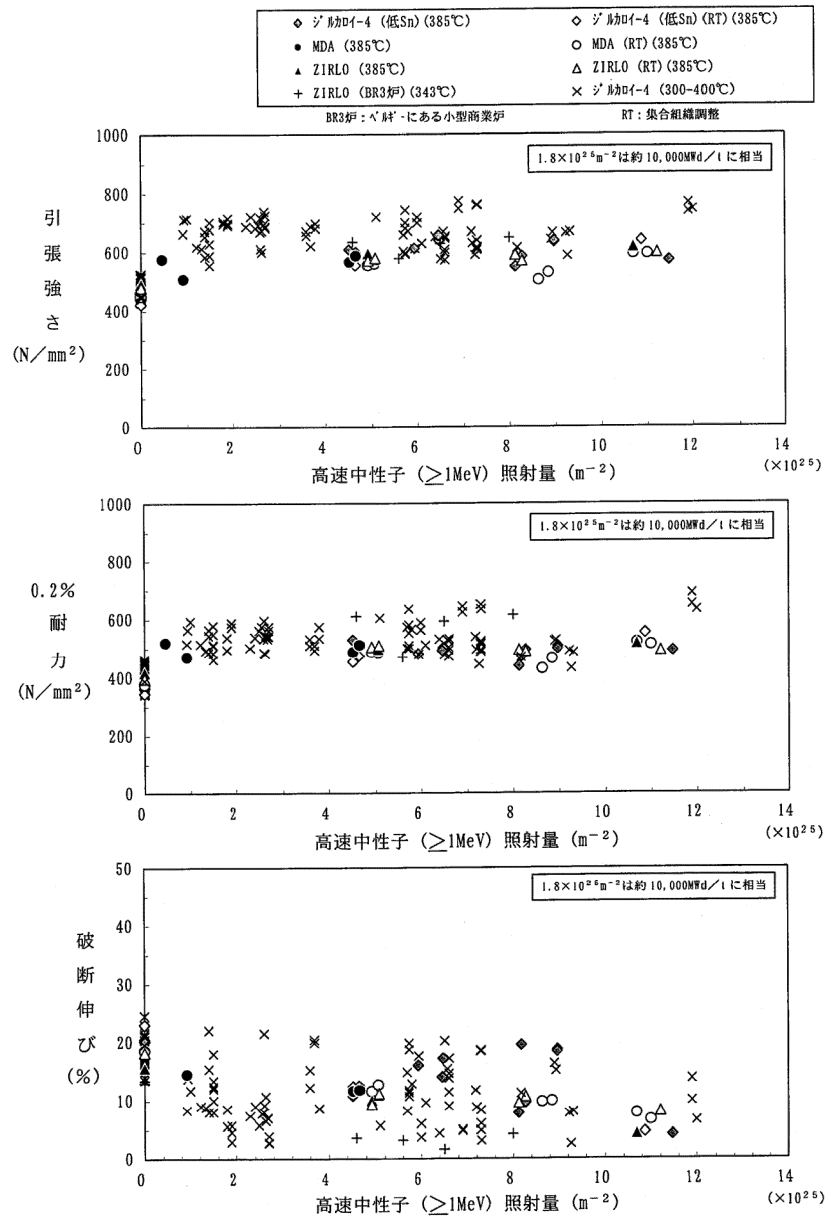 ジルカロイ-4 (低Sn)(385℃) ジルカロイ-4 (低Sn)(RT)(385℃)
MDA (385℃) MDA (RT)(385℃)
ZIRLO (385℃) ZIRLO (RT)(385℃)
ZIRLO (BR3炉)(343℃) ジルカロイ-4 (300-400℃)
BR3炉:ベルギーにある小型商業炉 RT:集合組織調整
1.8×10²⁵m⁻²は約10,000MWd/tに相当
引張強さ
(N/mm²)
1000
800
600
400
200
0
0 2 4 6 8 10 12 14
高速中性子 (≧1MeV) 照射量 (m⁻²)
(×10²⁵)
1.8×10²⁵m⁻²は約10,000MWd/tに相当
0.2%
耐力
(N/mm²)
1000
800
600
400
200
0
0 2 4 6 8 10 12 14
高速中性子 (≧1MeV) 照射量 (m⁻²)
(×10²⁵)
1.8×10²⁵m⁻²は約10,000MWd/tに相当
破断伸び
(%)
50
40
30
20
10
0
0 2 4 6 8 10 12 14
高速中性子 (≧1MeV) 照射量 (m⁻²)
(×10²⁵)